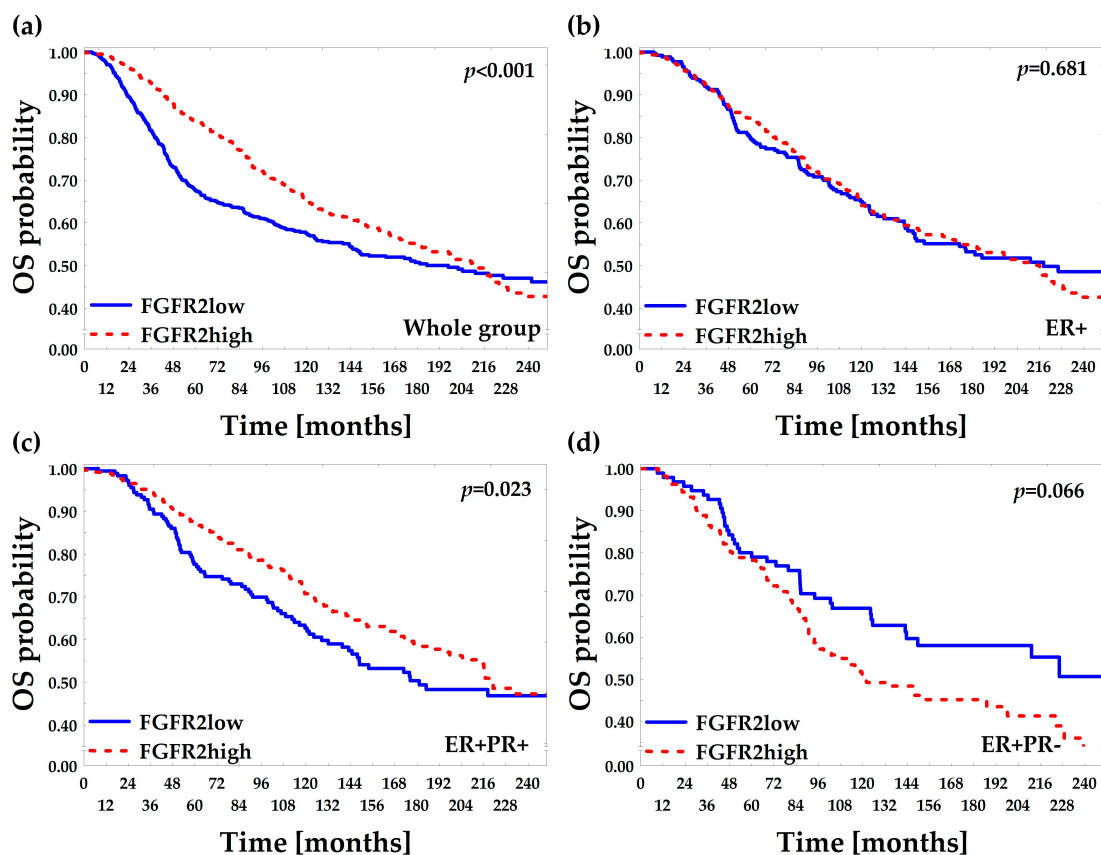 (a)
1.00
0.90
0.80
0.70
0.60
0.50
0.40
0.00
OS probability
p<0.001
FGFR2low
FGFR2high
Whole group
0 24 48 72 96 120 144 168 192 216 240
12 36 60 84 108 132 156 180 204 228
Time [months]
(b)
1.00
0.90
0.80
0.70
0.60
0.50
0.40
0.00
OS probability
p=0.681
FGFR2low
FGFR2high
ER+
0 24 48 72 96 120 144 168 192 216 240
12 36 60 84 108 132 156 180 204 228
Time [months]
(c)
1.00
0.90
0.80
0.70
0.60
0.50
0.40
0.00
OS probability
p=0.023
FGFR2low
FGFR2high
ER+PR+
0 24 48 72 96 120 144 168 192 216 240
12 36 60 84 108 132 156 180 204 228
Time [months]
(d)
1.00
0.90
0.80
0.70
0.60
0.50
0.40
0.00
OS probability
p=0.066
FGFR2low
FGFR2high
ER+PR-
0 24 48 72 96 120 144 168 192 216 240
12 36 60 84 108 132 156 180 204 228
Time [months]